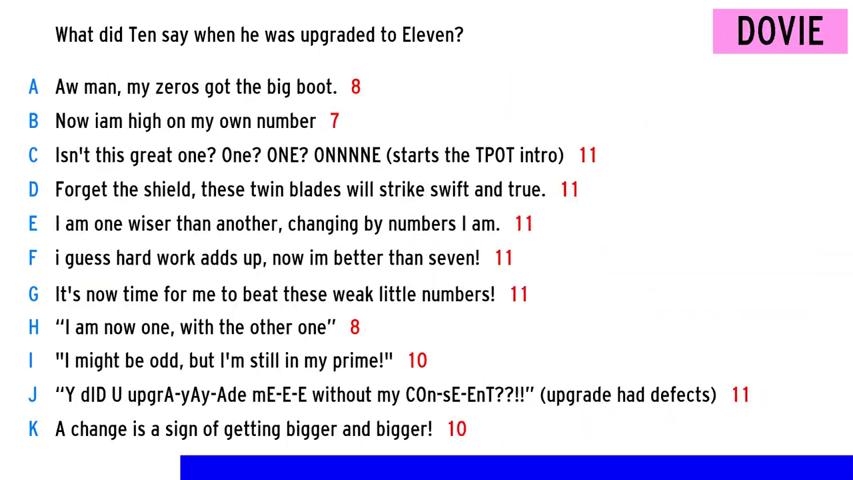 What did Ten say when he was upgraded to Eleven?
DOVIE
A Aw man, my zeros got the big boot. 8
B Now iam high on my own number 7
C Isn't this great one? One? ONE? ONNNNE (starts the TPOT intro) 11
D Forget the shield, these twin blades will strike swift and true. 11
E I am one wiser than another, changing by numbers I am. 11
F i guess hard work adds up, now im better than seven! 11
G It's now time for me to beat these weak little numbers! 11
H “I am now one, with the other one” 8
I "I might be odd, but I'm still in my prime!" 10
J “Y dID U upgrA-yAy-Ade mE-E-E without my COn-sE-EnT??!!” (upgrade had defects) 11
K A change is a sign of getting bigger and bigger! 10